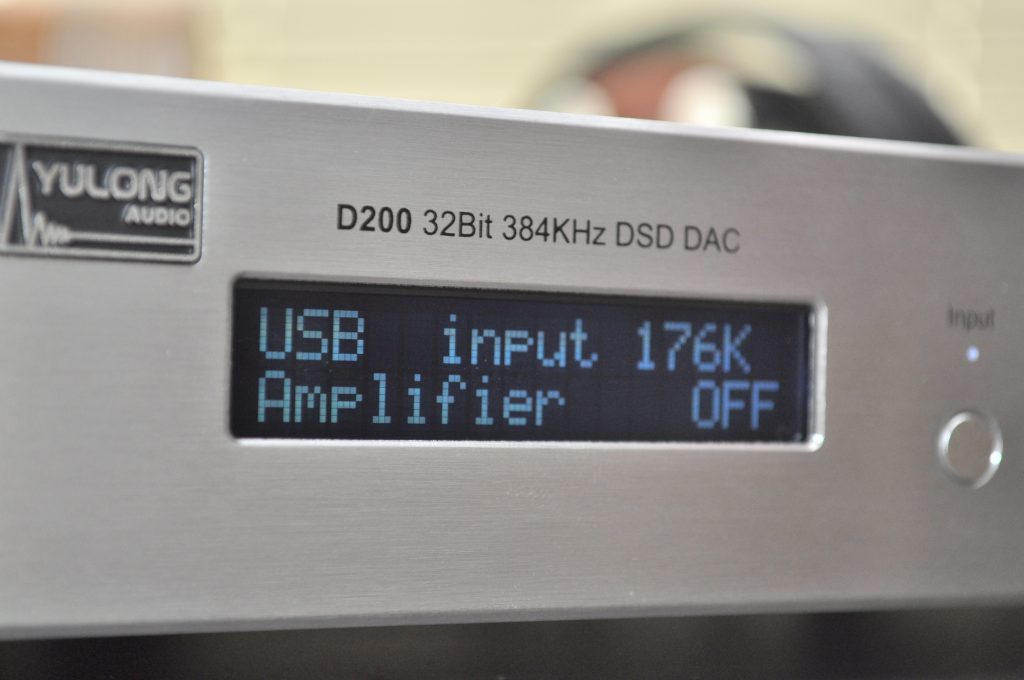 YULONG
AUDIO
D200 32Bit 384KHz DSD DAC
USB input 176K
Amplifier OFF
Input